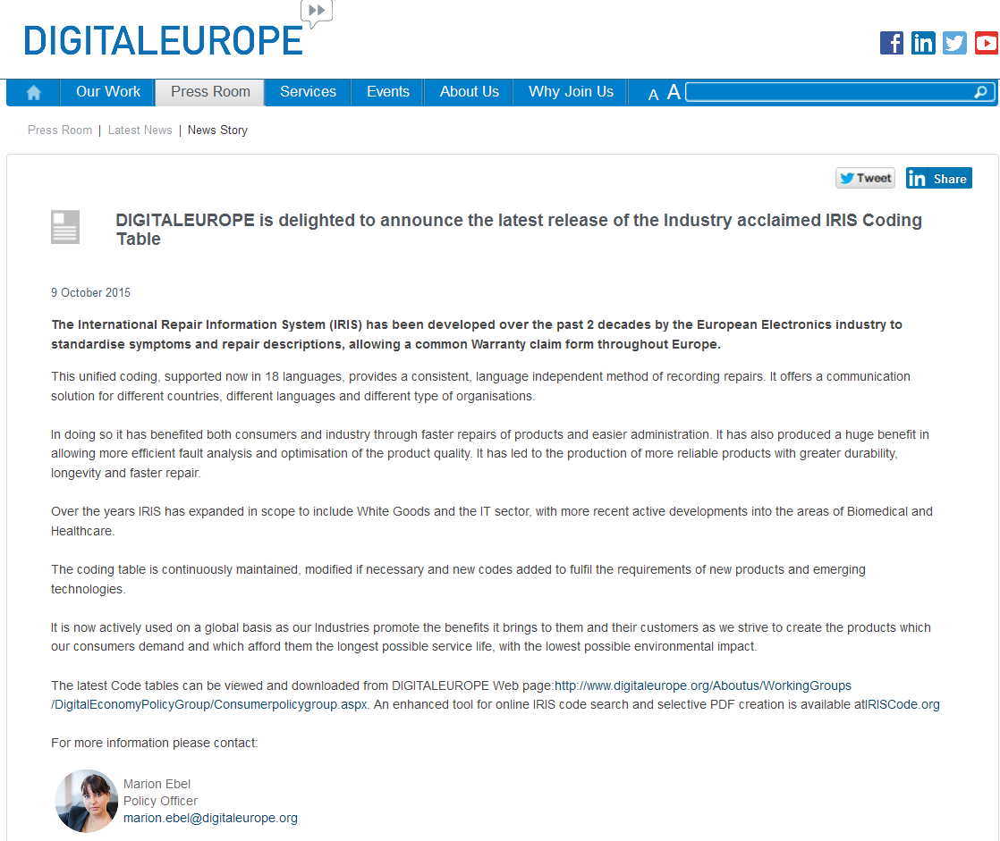 DIGITALEUROPE
Our Work
Press Room
Services
Events
About Us
Why Join Us
A A
Press Room | Latest News | News Story
Tweet
in Share
DIGITALEUROPE is delighted to announce the latest release of the Industry acclaimed IRIS Coding
Table
9 October 2015
The International Repair Information System (IRIS) has been developed over the past 2 decades by the European Electronics industry to
standardise symptoms and repair descriptions, allowing a common Warranty claim form throughout Europe.
This unified coding, supported now in 18 languages, provides a consistent, language independent method of recording repairs. It offers a communication
solution for different countries, different languages and different type of organisations.
In doing so it has benefited both consumers and industry through faster repairs of products and easier administration. It has also produced a huge benefit in
allowing more efficient fault analysis and optimisation of the product quality. It has led to the production of more reliable products with greater durability,
longevity and faster repair.
Over the years IRIS has expanded in scope to include White Goods and the IT sector, with more recent active developments into the areas of Biomedical and
Healthcare.
The coding table is continuously maintained, modified if necessary and new codes added to fulfil the requirements of new products and emerging
technologies.
It is now actively used on a global basis as our Industries promote the benefits it brings to them and their customers as we strive to create the products which
our consumers demand and which afford them the longest possible service life, with the lowest possible environmental impact.
The latest Code tables can be viewed and downloaded from DIGITALEUROPE Web page:http://www.digitaleurope.org/Aboutus/WorkingGroups
/DigitalEconomyPolicyGroup/Consumerpolicygroup.aspx. An enhanced tool for online IRIS code search and selective PDF creation is available atIRISCode.org
For more information please contact:
Marion Ebel
Policy Officer
marion.ebel@digitaleurope.org